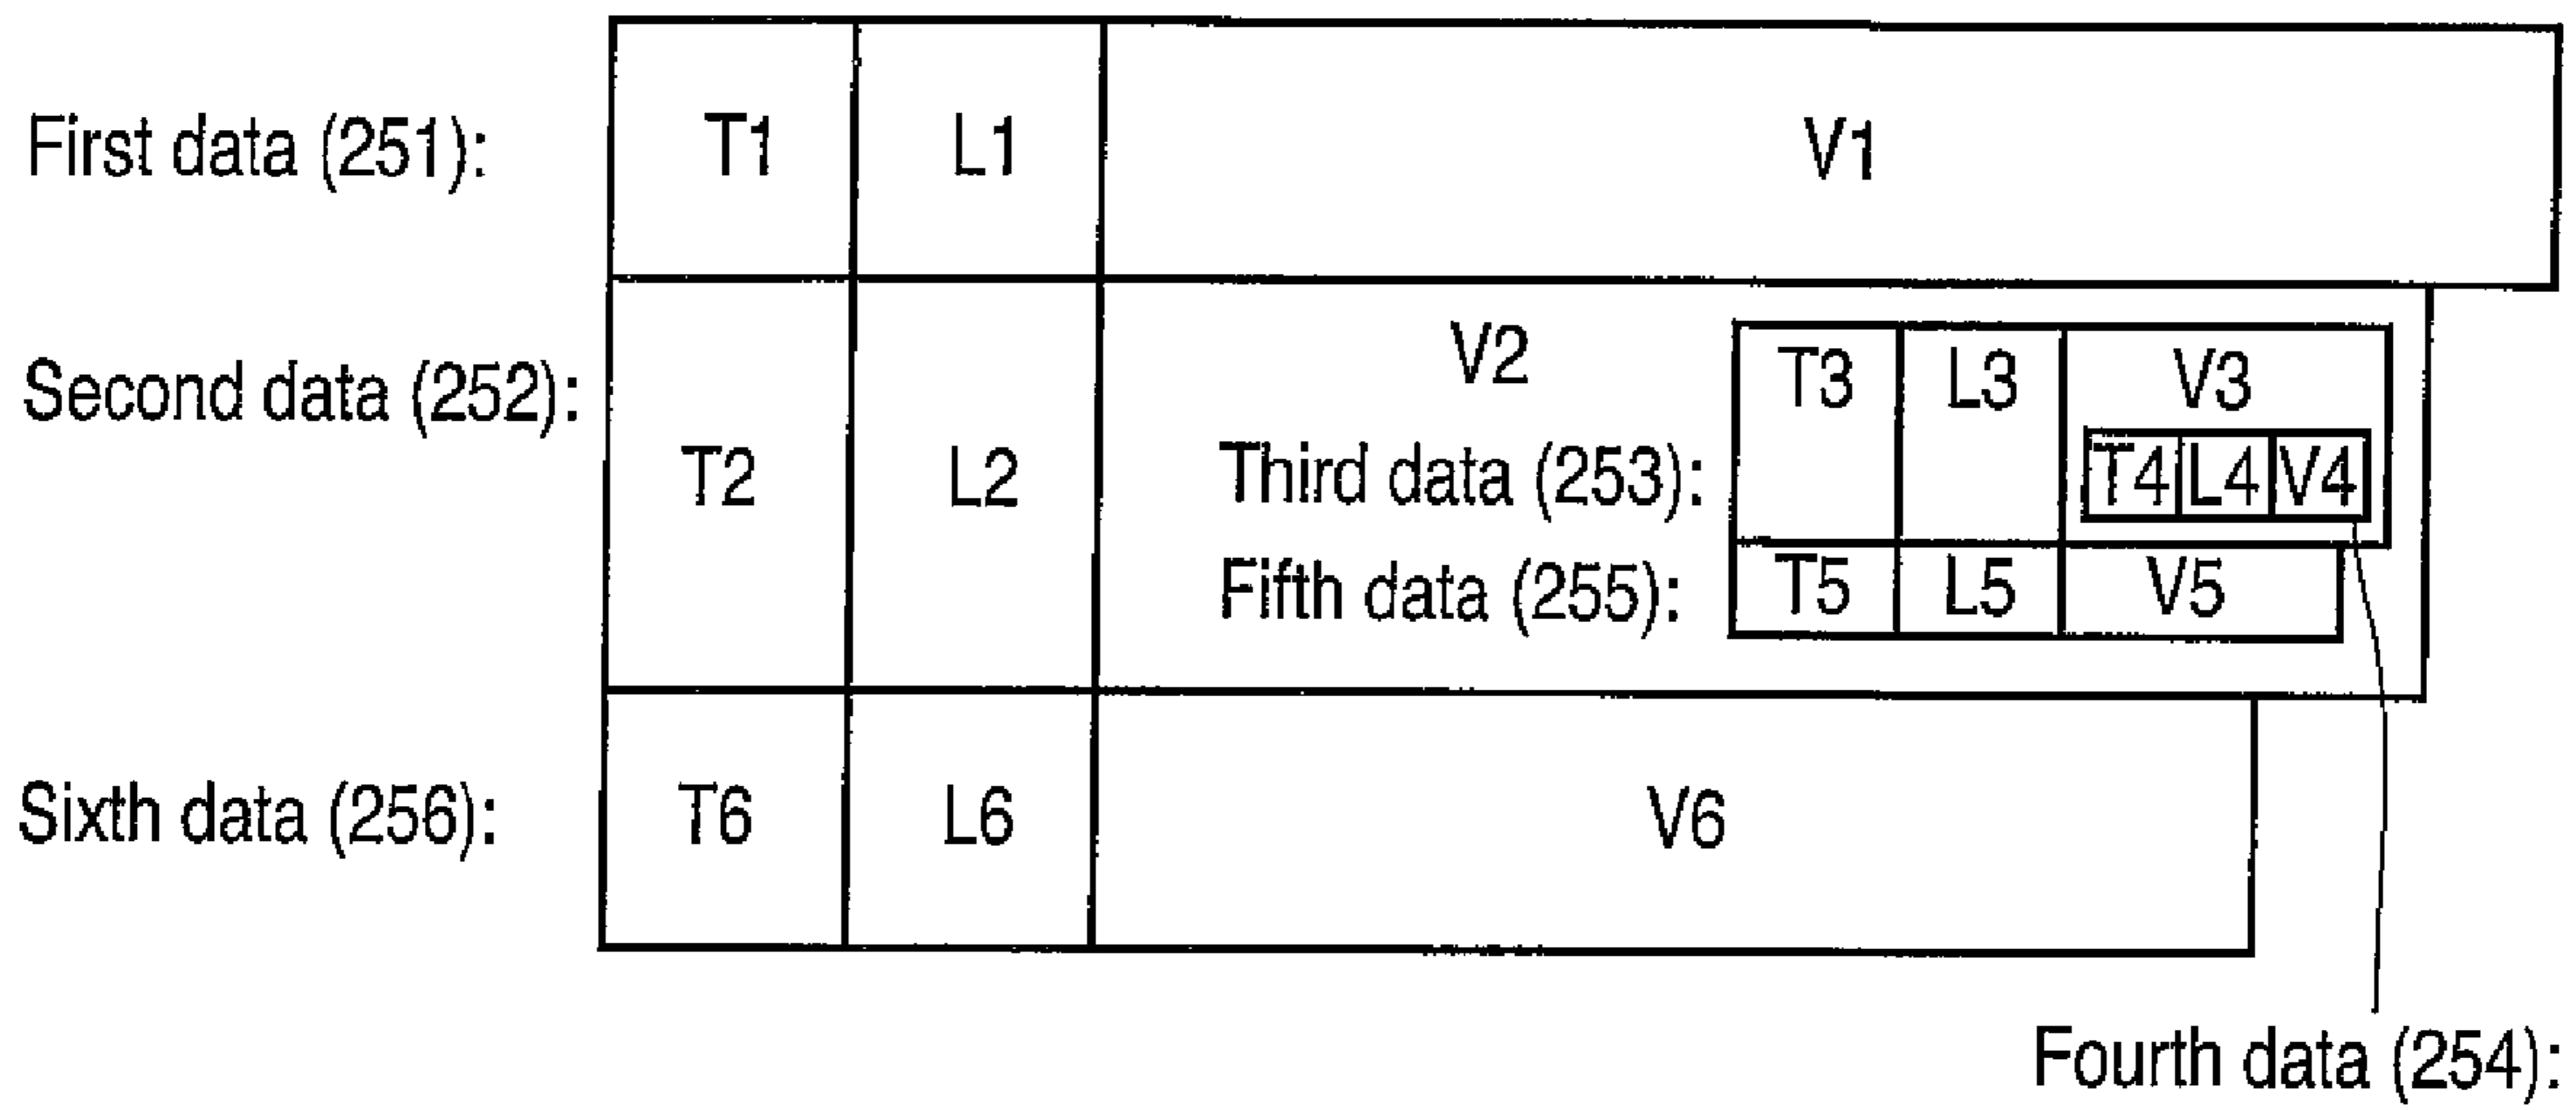 First data (251): T1 L1 V1
Second data (252): T2 L2 V2
Third data (253): T3 L3 V3
T4 L4 V4
Fifth data (255): T5 L5 V5
Sixth data (256): T6 L6 V6
Fourth data (254):